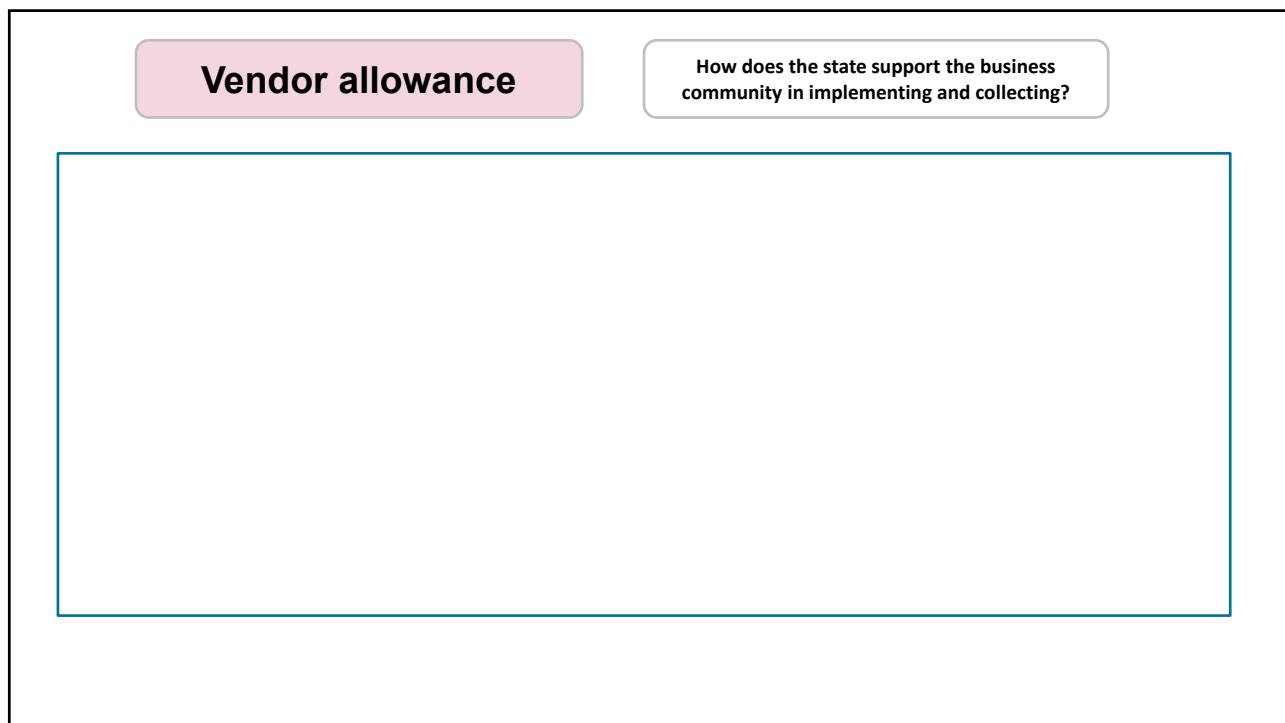 Vendor allowance
How does the state support the business
community in implementing and collecting?